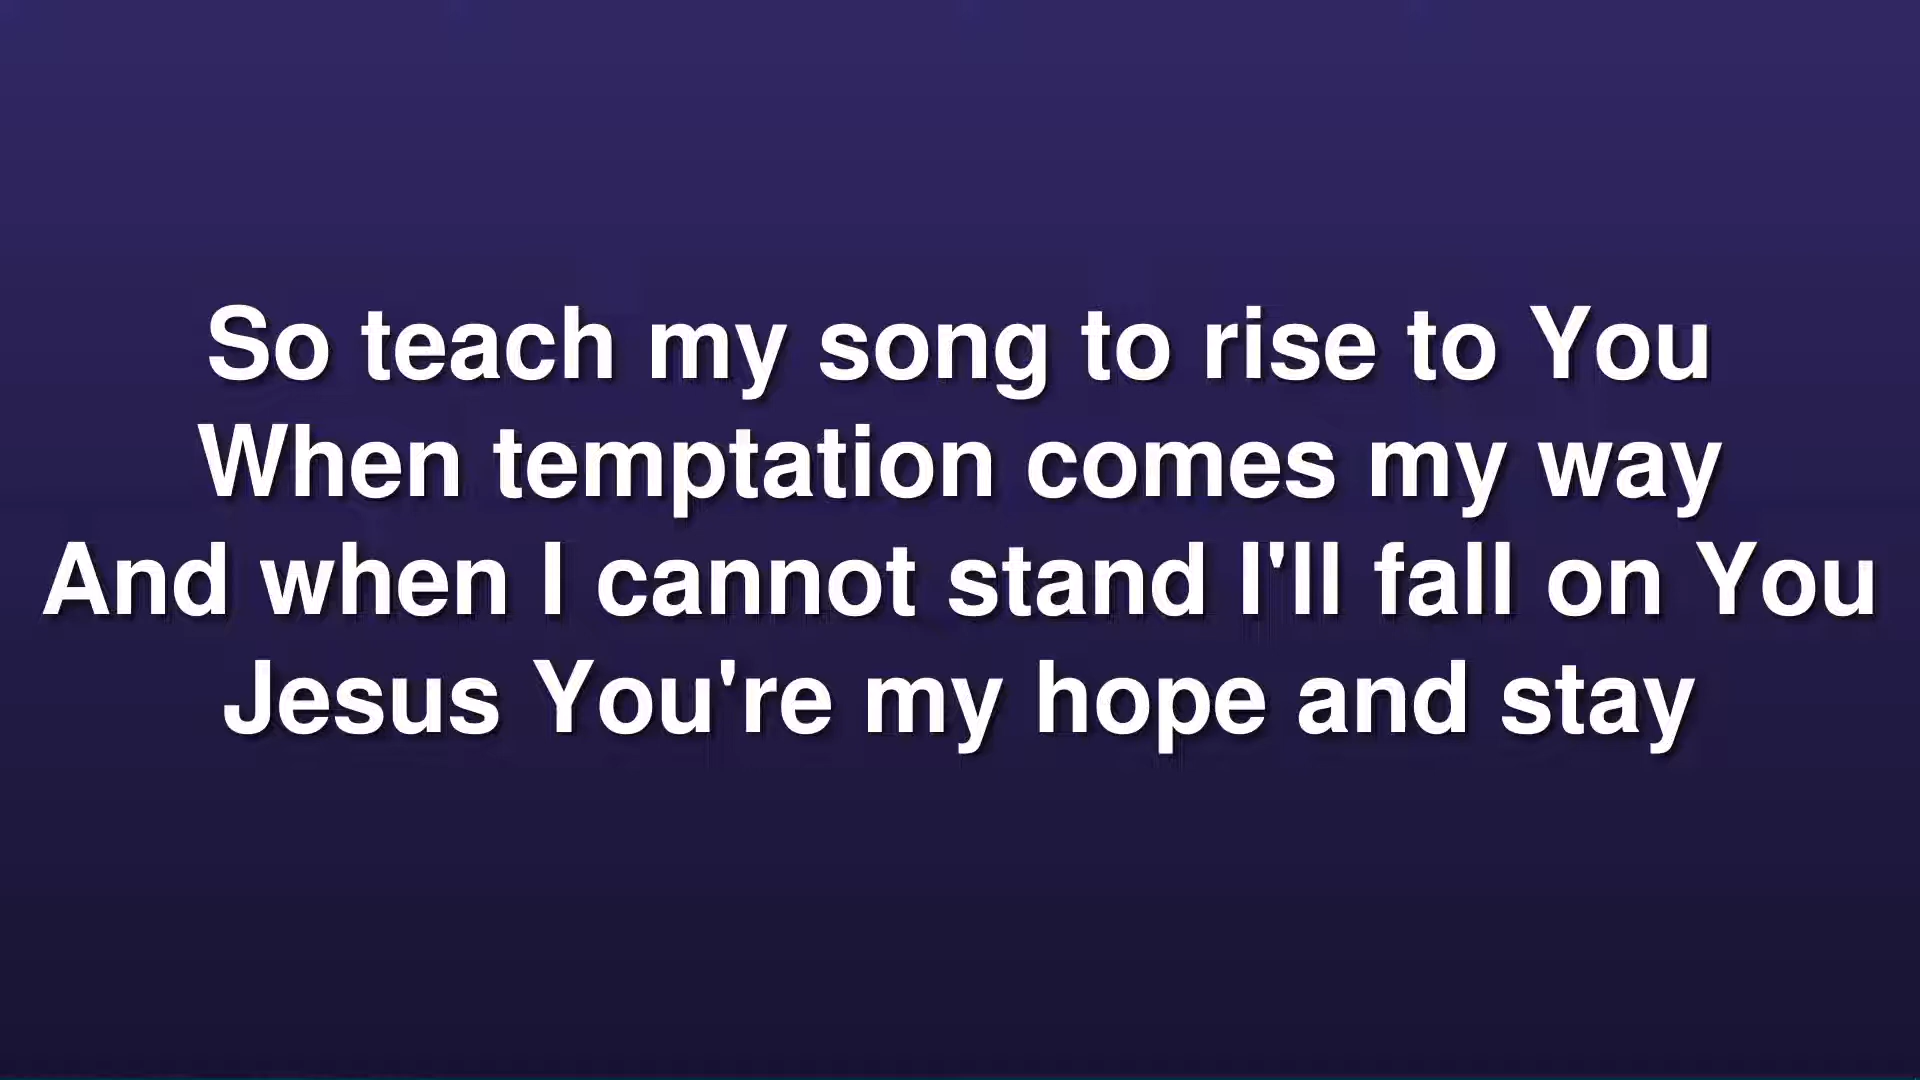 So teach my song to rise to You
When temptation comes my way
And when I cannot stand I'll fall on You
Jesus You're my hope and stay